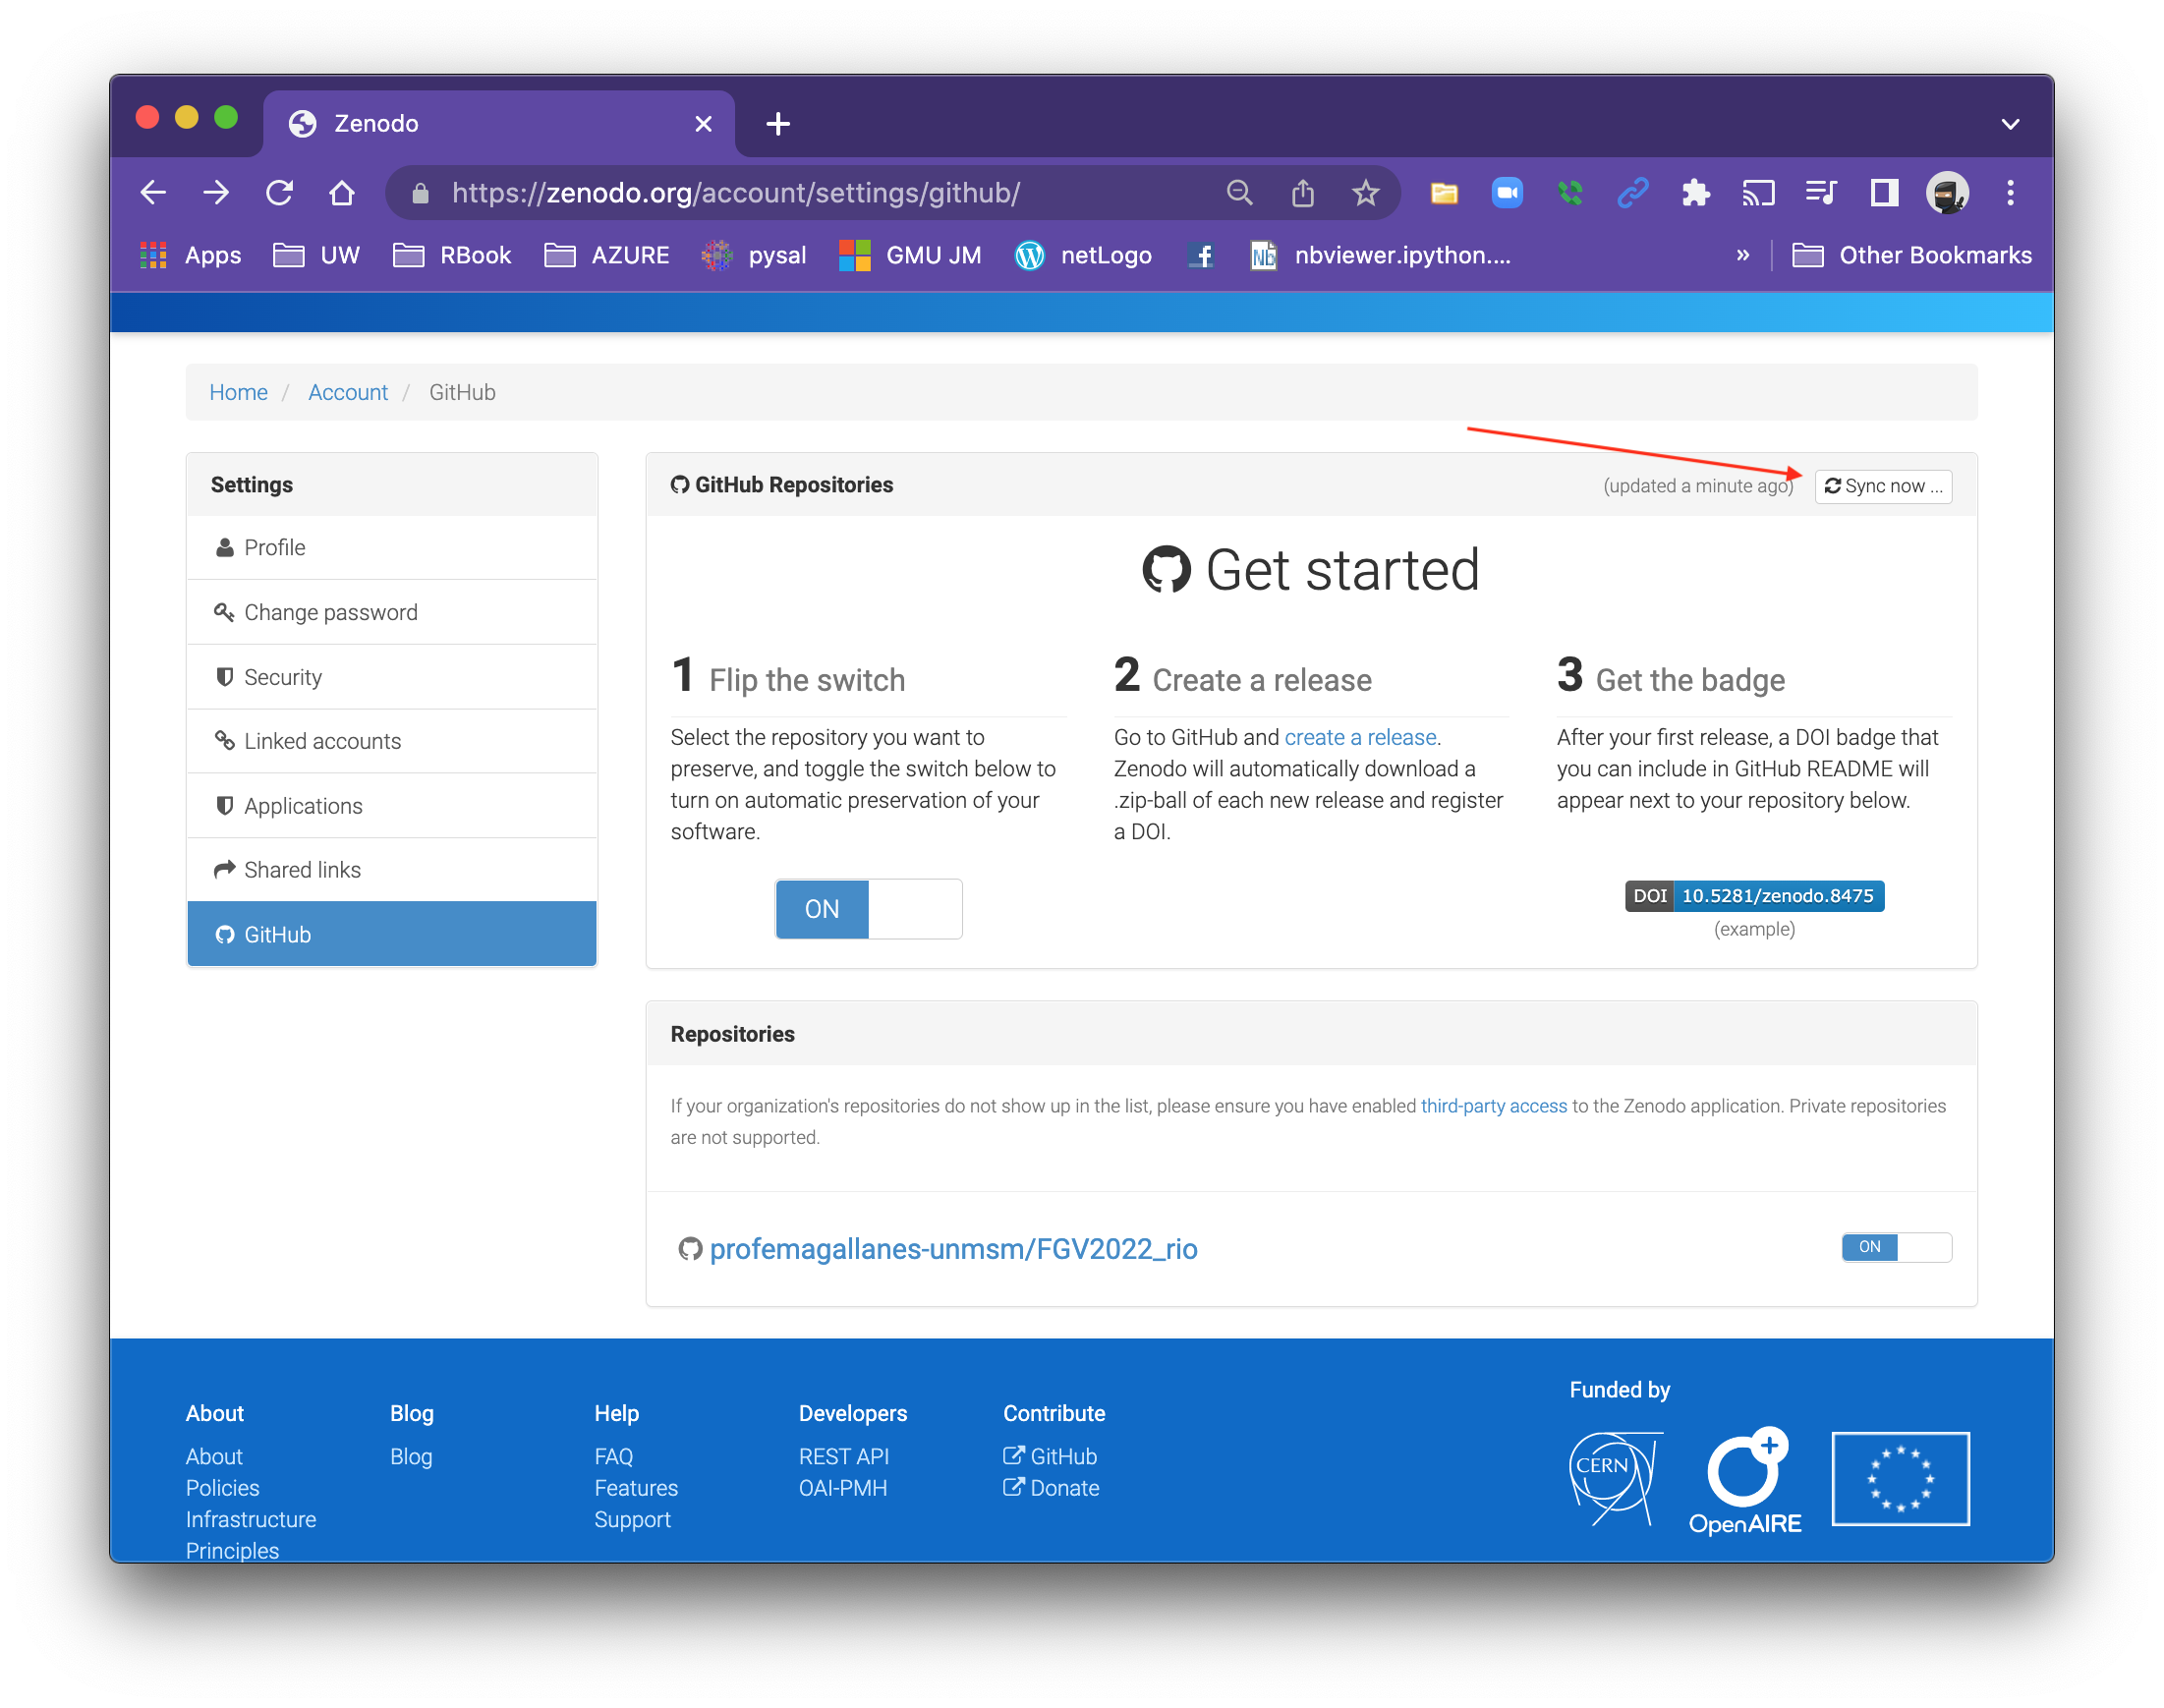 Zenodo
https://zenodo.org/account/settings/github/
Apps UW RBook AZURE pysal GMU JM netLogo nbviewer.ipython.... » Other Bookmarks
Home / Account / GitHub
Settings
Profile
Change password
Security
Linked accounts
Applications
Shared links
GitHub
GitHub Repositories (updated a minute ago) Sync now ...
Get started
1 Flip the switch
Select the repository you want to
preserve, and toggle the switch below to
turn on automatic preservation of your
software.
ON
2 Create a release
Go to GitHub and create a release.
Zenodo will automatically download a
.zip-ball of each new release and register
a DOI.
3 Get the badge
After your first release, a DOI badge that
you can include in GitHub README will
appear next to your repository below.
DOI 10.5281/zenodo.8475
(example)
Repositories
If your organization's repositories do not show up in the list, please ensure you have enabled third-party access to the Zenodo application. Private repositories
are not supported.
profemagallanes-unmsm/FGV2022_rio ON
About
About
Policies
Infrastructure
Principles
Blog
Blog
Help
FAQ
Features
Support
Developers
REST API
OAI-PMH
Contribute
GitHub
Donate
Funded by
CERN
OpenAIRE